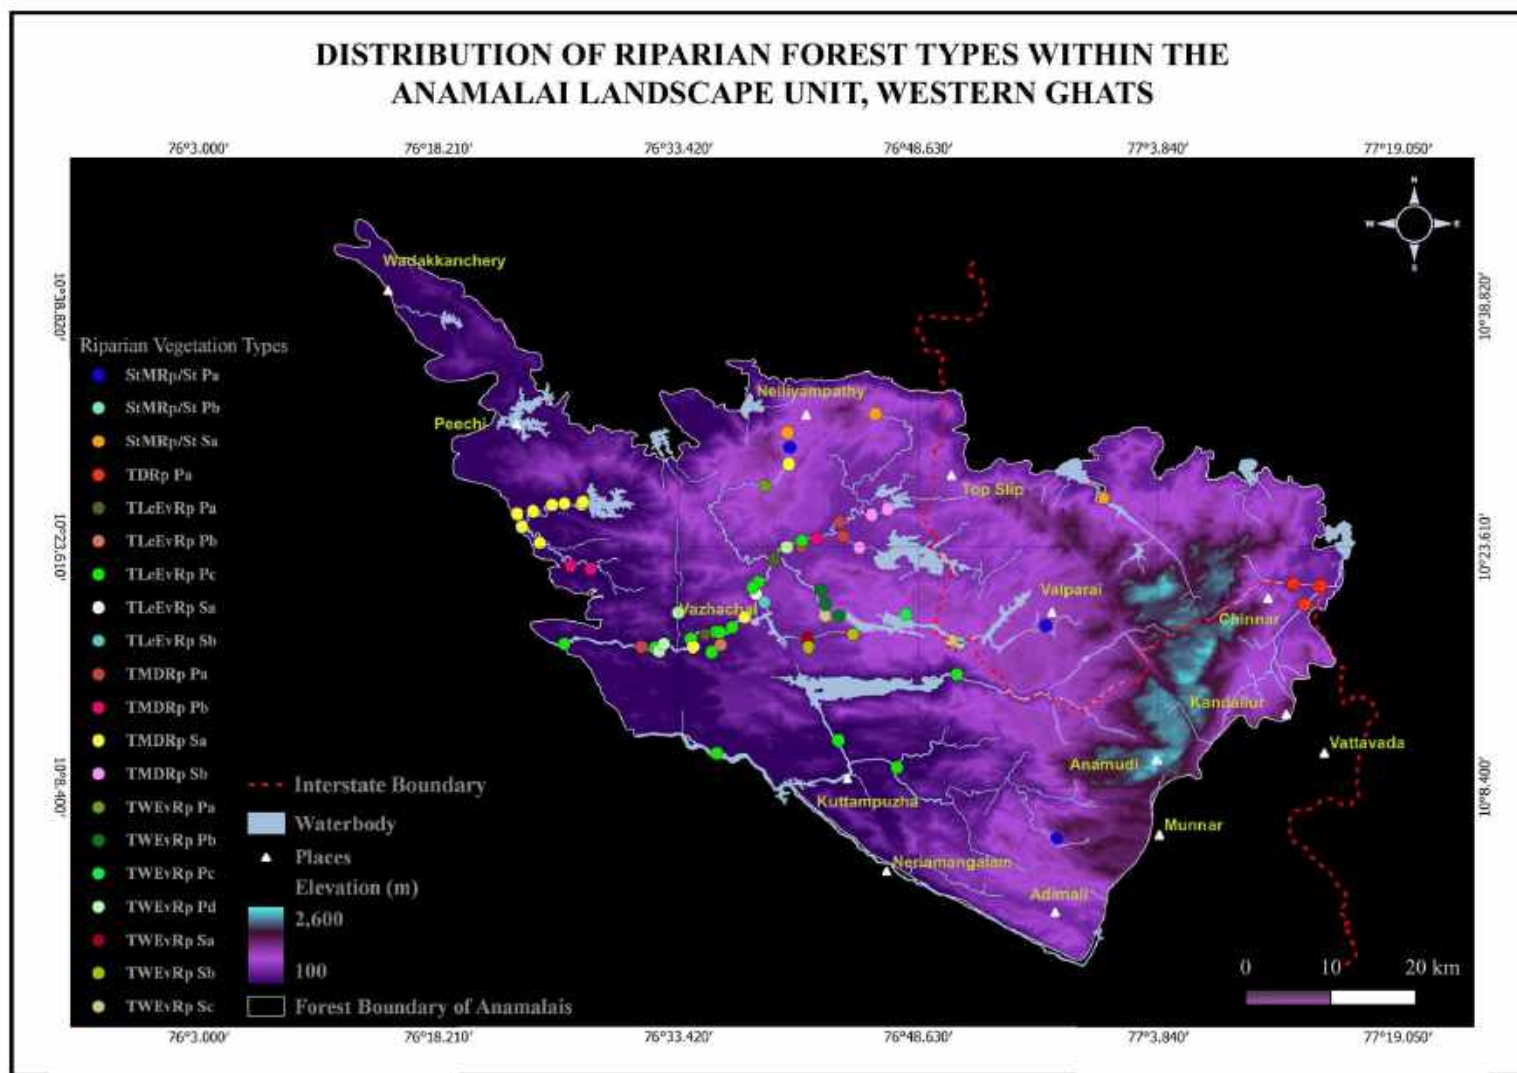 DISTRIBUTION OF RIPARIAN FOREST TYPES WITHIN THE
ANAMALAI LANDSCAPE UNIT, WESTERN GHATS
76°3.000' 76°18.210' 76°33.420' 76°48.630' 77°3.840' 77°19.050'
N
W E
S
10°38.820' 10°38.820'
10°23.610' 10°23.610'
10°8.400' 10°8.400'
Wadakkanchery
Peechi
Nelliyampathy
Top Slip
Vazhachal
Valparai
Chinnar
Kandallur
Vattavada
Anamudi
Munnar
Kuttampuzha
Neriamangalam
Adimali
Riparian Vegetation Types
StMRp/St Pa
StMRp/St Pb
StMRp/St Sa
TDRp Pa
TLeEvRp Pa
TLeEvRp Pb
TLeEvRp Pc
TLeEvRp Sa
TLeEvRp Sb
TMDRp Pa
TMDRp Pb
TMDRp Sa
TMDRp Sb
TWEvRp Pa
TWEvRp Pb
TWEvRp Pc
TWEvRp Pd
TWEvRp Sa
TWEvRp Sb
TWEvRp Sc
Interstate Boundary
Waterbody
Places
Elevation (m)
2,600
100
Forest Boundary of Anamalais
0 10 20 km
76°3.000' 76°18.210' 76°33.420' 76°48.630' 77°3.840' 77°19.050'